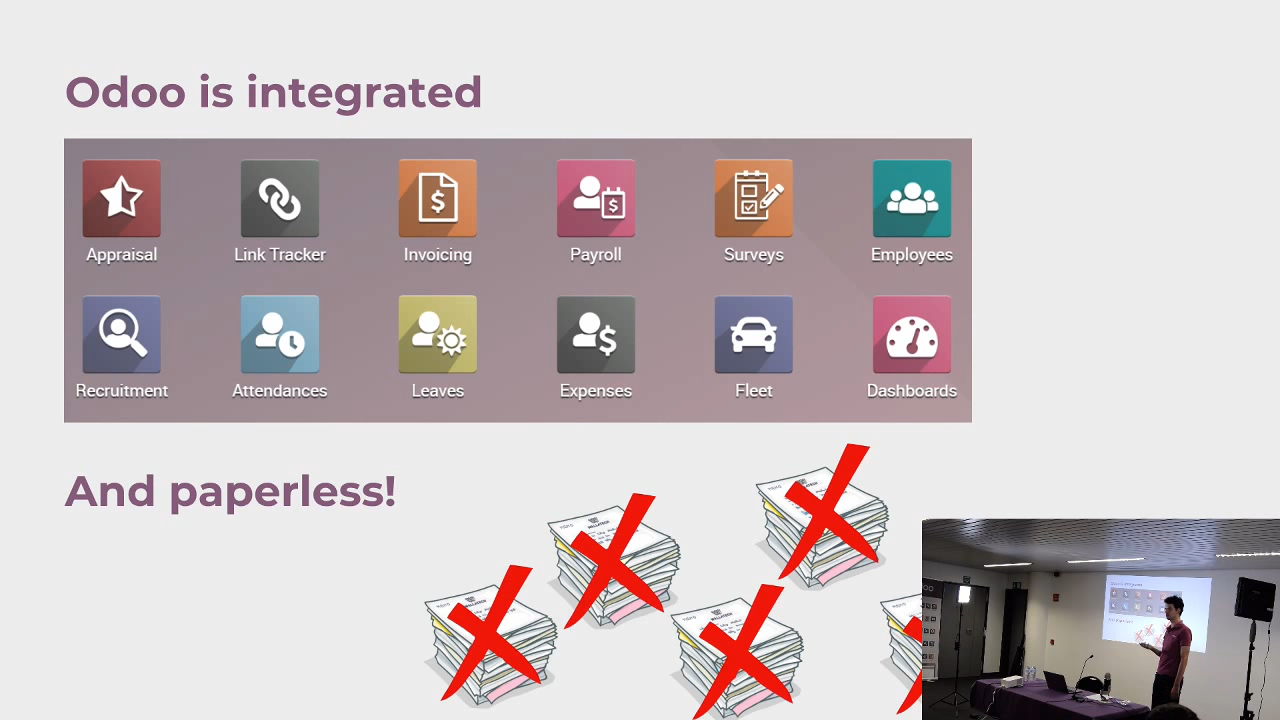 Odoo is integrated
Appraisal Link Tracker Invoicing Payroll Surveys Employees
Recruitment Attendances Leaves Expenses Fleet Dashboards
And paperless!